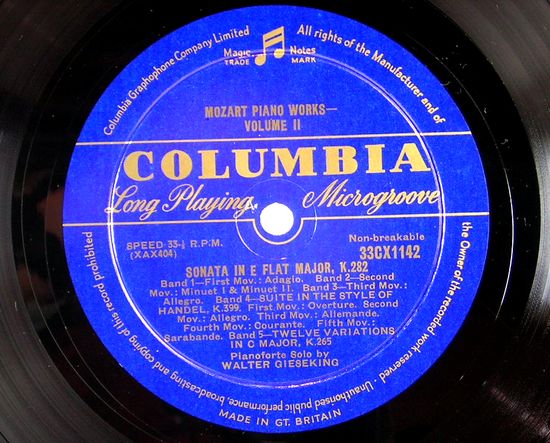 Columbia Graphophone Company Limited
All rights of the Manufacturer and of
the Owner of the recorded work reserved · Unauthorised public performance, broadcasting and copying of this record prohibited
Magic Notes
TRADE MARK
MOZART PIANO WORKS—
VOLUME II
COLUMBIA
Long Playing Microgroove
SPEED 33-⅓ R.P.M.
(XAX404)
Non-breakable
33CX1142
SONATA IN E FLAT MAJOR, K.282
Band 1—First Mov.: Adagio. Band 2—Second
Mov.: Minuet I & Minuet II. Band 3—Third Mov.:
Allegro. Band 4—SUITE IN THE STYLE OF
HANDEL, K.399. First Mov.: Overture. Second
Mov.: Allegro. Third Mov.: Allemande.
Fourth Mov.: Courante. Fifth Mov.:
Sarabande. Band 5—TWELVE VARIATIONS
IN C MAJOR, K.265
Pianoforte Solo by
WALTER GIESEKING
MADE IN GT. BRITAIN